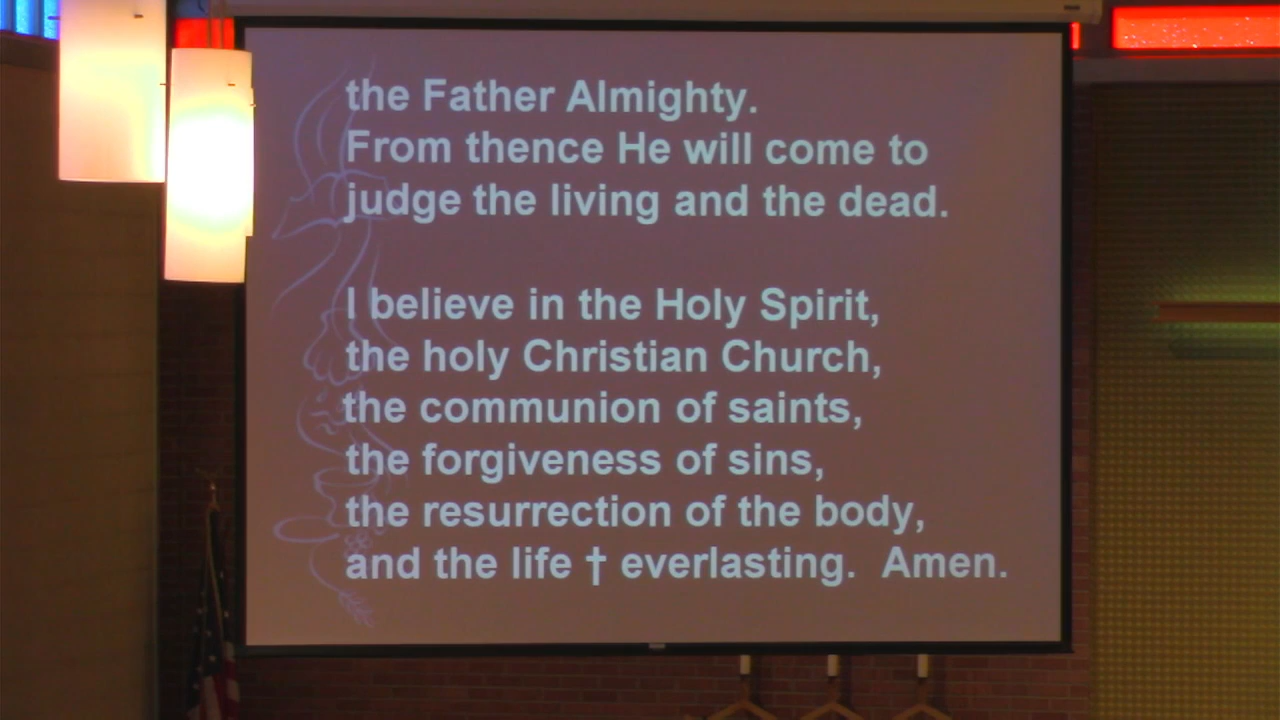 the Father Almighty.
From thence He will come to
judge the living and the dead.
I believe in the Holy Spirit,
the holy Christian Church,
the communion of saints,
the forgiveness of sins,
the resurrection of the body,
and the life † everlasting.  Amen.